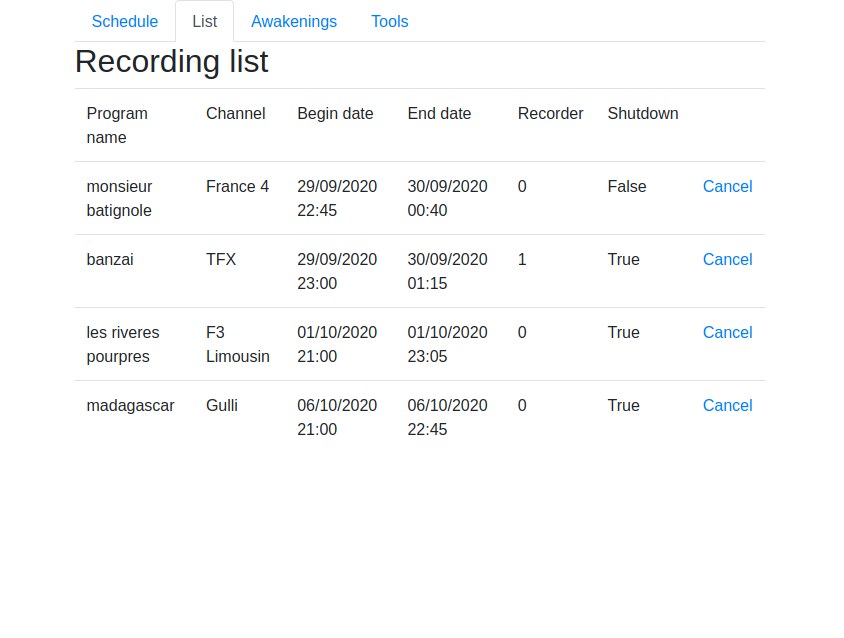 Schedule List Awakenings Tools
Recording list
Program name Channel Begin date End date Recorder Shutdown
monsieur batignole France 4 29/09/2020 22:45 30/09/2020 00:40 0 False Cancel
banzai TFX 29/09/2020 23:00 30/09/2020 01:15 1 True Cancel
les riveres pourpres F3 Limousin 01/10/2020 21:00 01/10/2020 23:05 0 True Cancel
madagascar Gulli 06/10/2020 21:00 06/10/2020 22:45 0 True Cancel